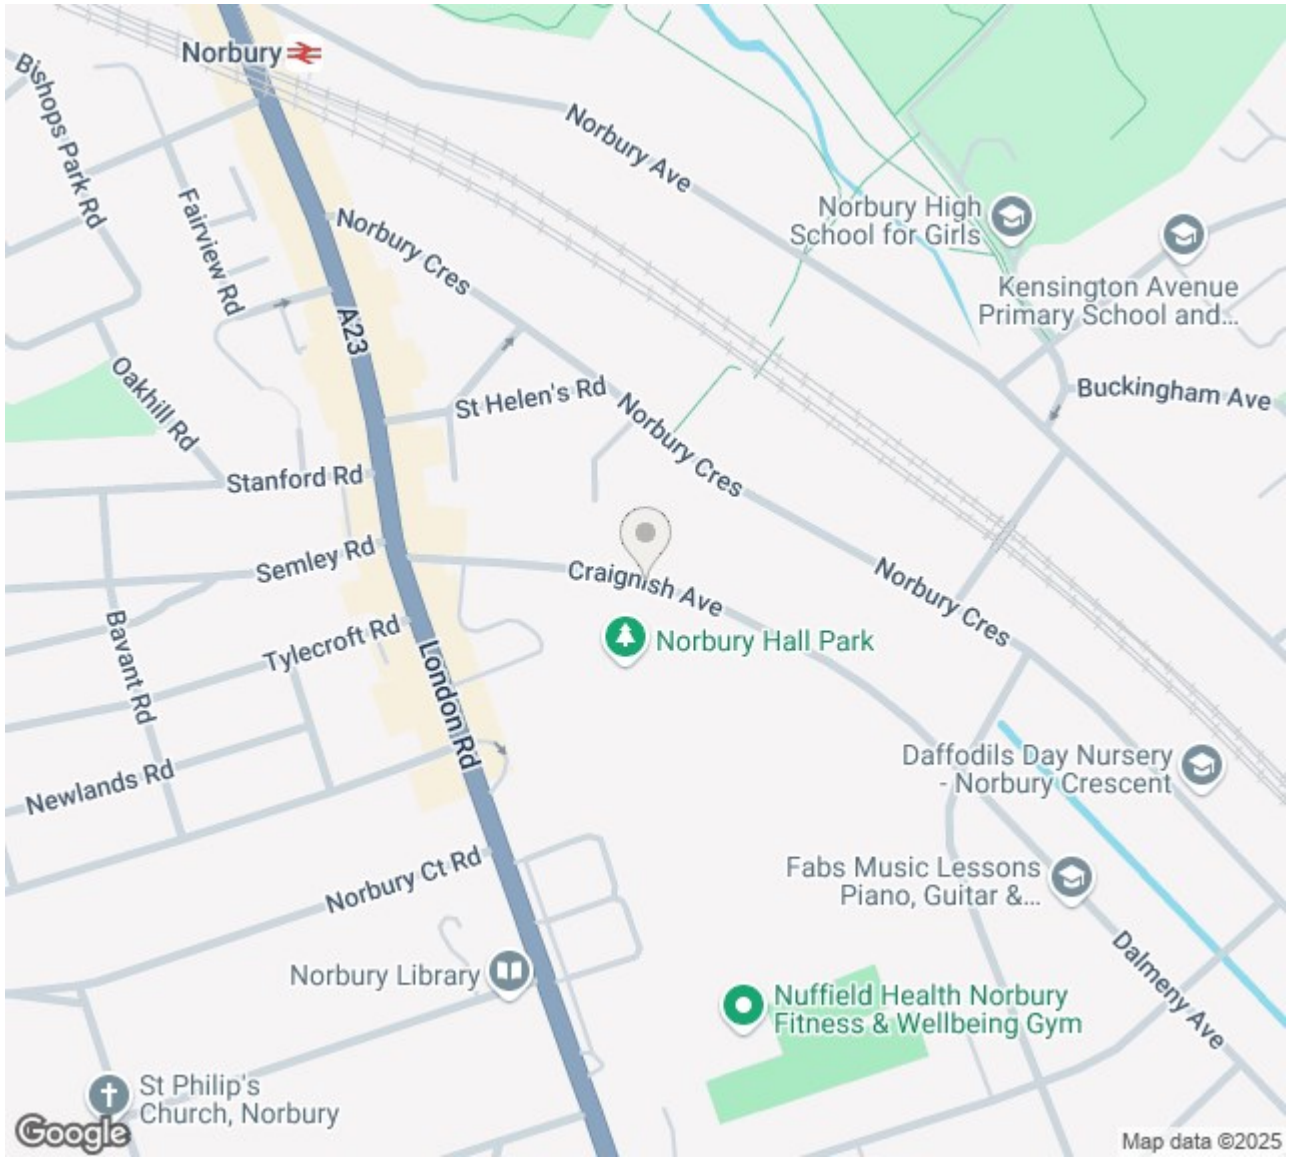 Norbury
Bishops Park Rd
Norbury Ave
Fairview Rd
Norbury Cres
Norbury High
School for Girls
Kensington Avenue
Primary School and...
A23
Oakhill Rd
St Helen's Rd
Buckingham Ave
Norbury Cres
Stanford Rd
Semley Rd
Craignish Ave
Norbury Cres
Bavant Rd
Tylecroft Rd
Norbury Hall Park
London Rd
Newlands Rd
Daffodils Day Nursery
- Norbury Crescent
Norbury Ct Rd
Fabs Music Lessons
Piano, Guitar &...
Dalmeny Ave
Norbury Library
Nuffield Health Norbury
Fitness & Wellbeing Gym
St Philip's
Church, Norbury
Google
Map data ©2025